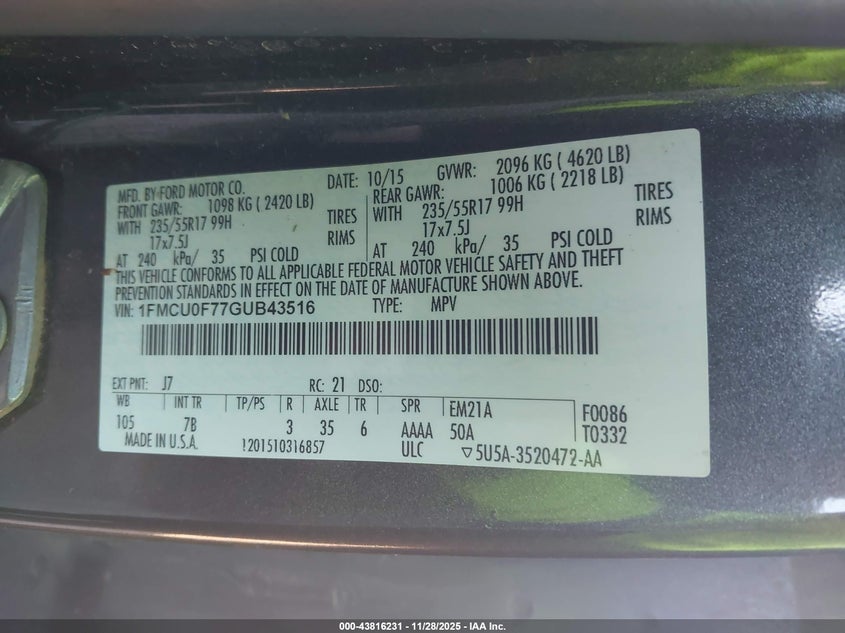 MFD. BY-FORD MOTOR CO. DATE: 10/15 GVWR: 2096 KG ( 4620 LB)
FRONT GAWR: 1098 KG ( 2420 LB) REAR GAWR: 1006 KG ( 2218 LB)
WITH 235/55R17 99H TIRES WITH 235/55R17 99H TIRES
17x7.5J RIMS 17x7.5J RIMS
AT 240 kPa/ 35 PSI COLD AT 240 kPa/ 35 PSI COLD
THIS VEHICLE CONFORMS TO ALL APPLICABLE FEDERAL MOTOR VEHICLE SAFETY AND THEFT
PREVENTION STANDARDS IN EFFECT ON THE DATE OF MANUFACTURE SHOWN ABOVE.
VIN: 1FMCU0F77GUB43516 TYPE: MPV
EXT PNT: J7 RC: 21 DSO:
WB INT TR TP/PS R AXLE TR SPR EM21A F0086
105 7B 3 35 6 AAAA 50A T0332
MADE IN U.S.A. 1201510316857 ULC ▽5U5A-3520472-AA
000-43816231 - 11/28/2025 - IAA Inc.